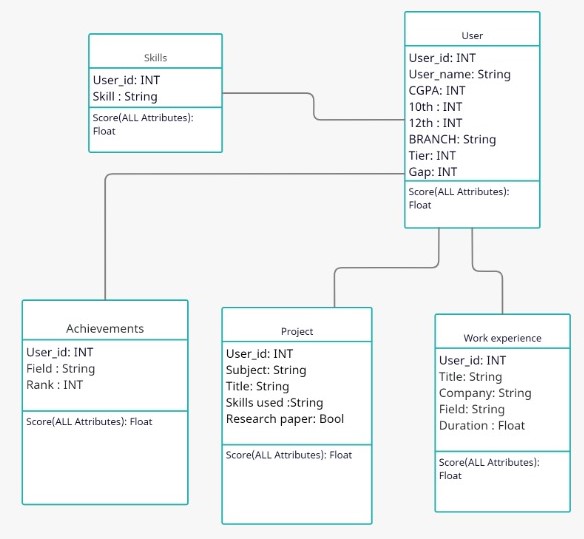 Skills
User_id: INT
Skill : String
Score(ALL Attributes):
Float
User
User_id: INT
User_name: String
CGPA: INT
10th : INT
12th : INT
BRANCH: String
Tier: INT
Gap: INT
Score(ALL Attributes):
Float
Achievements
User_id: INT
Field : String
Rank : INT
Score(ALL Attributes): Float
Project
User_id: INT
Subject: String
Title: String
Skills used :String
Research paper: Bool
Score(ALL Attributes): Float
Work experience
User_id: INT
Title: String
Company: String
Field: String
Duration : Float
Score(ALL Attributes):
Float